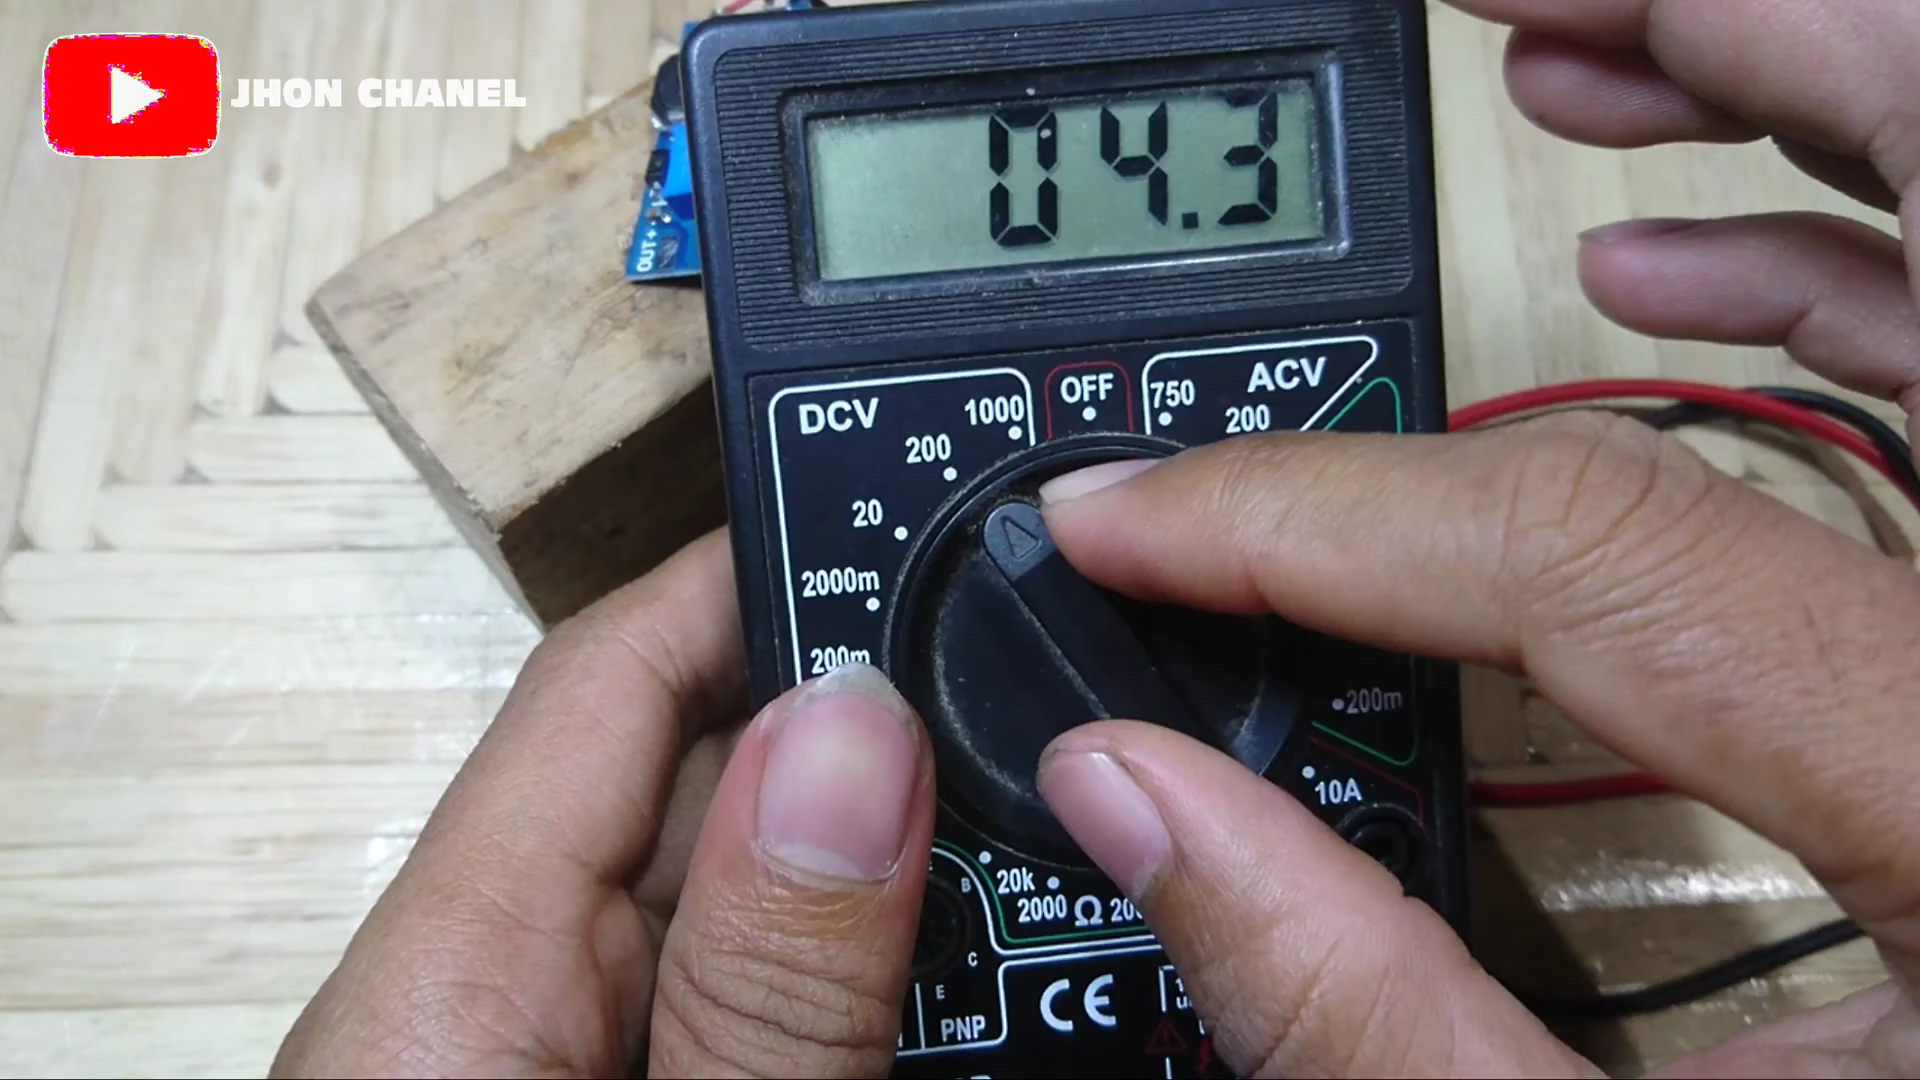 JHON CHANEL
OUT+
04.3
DCV
1000
OFF
750
ACV
200
200
20
2000m
200m
200m
10A
20k
2000 Ω
B
C
E
PNP
CE